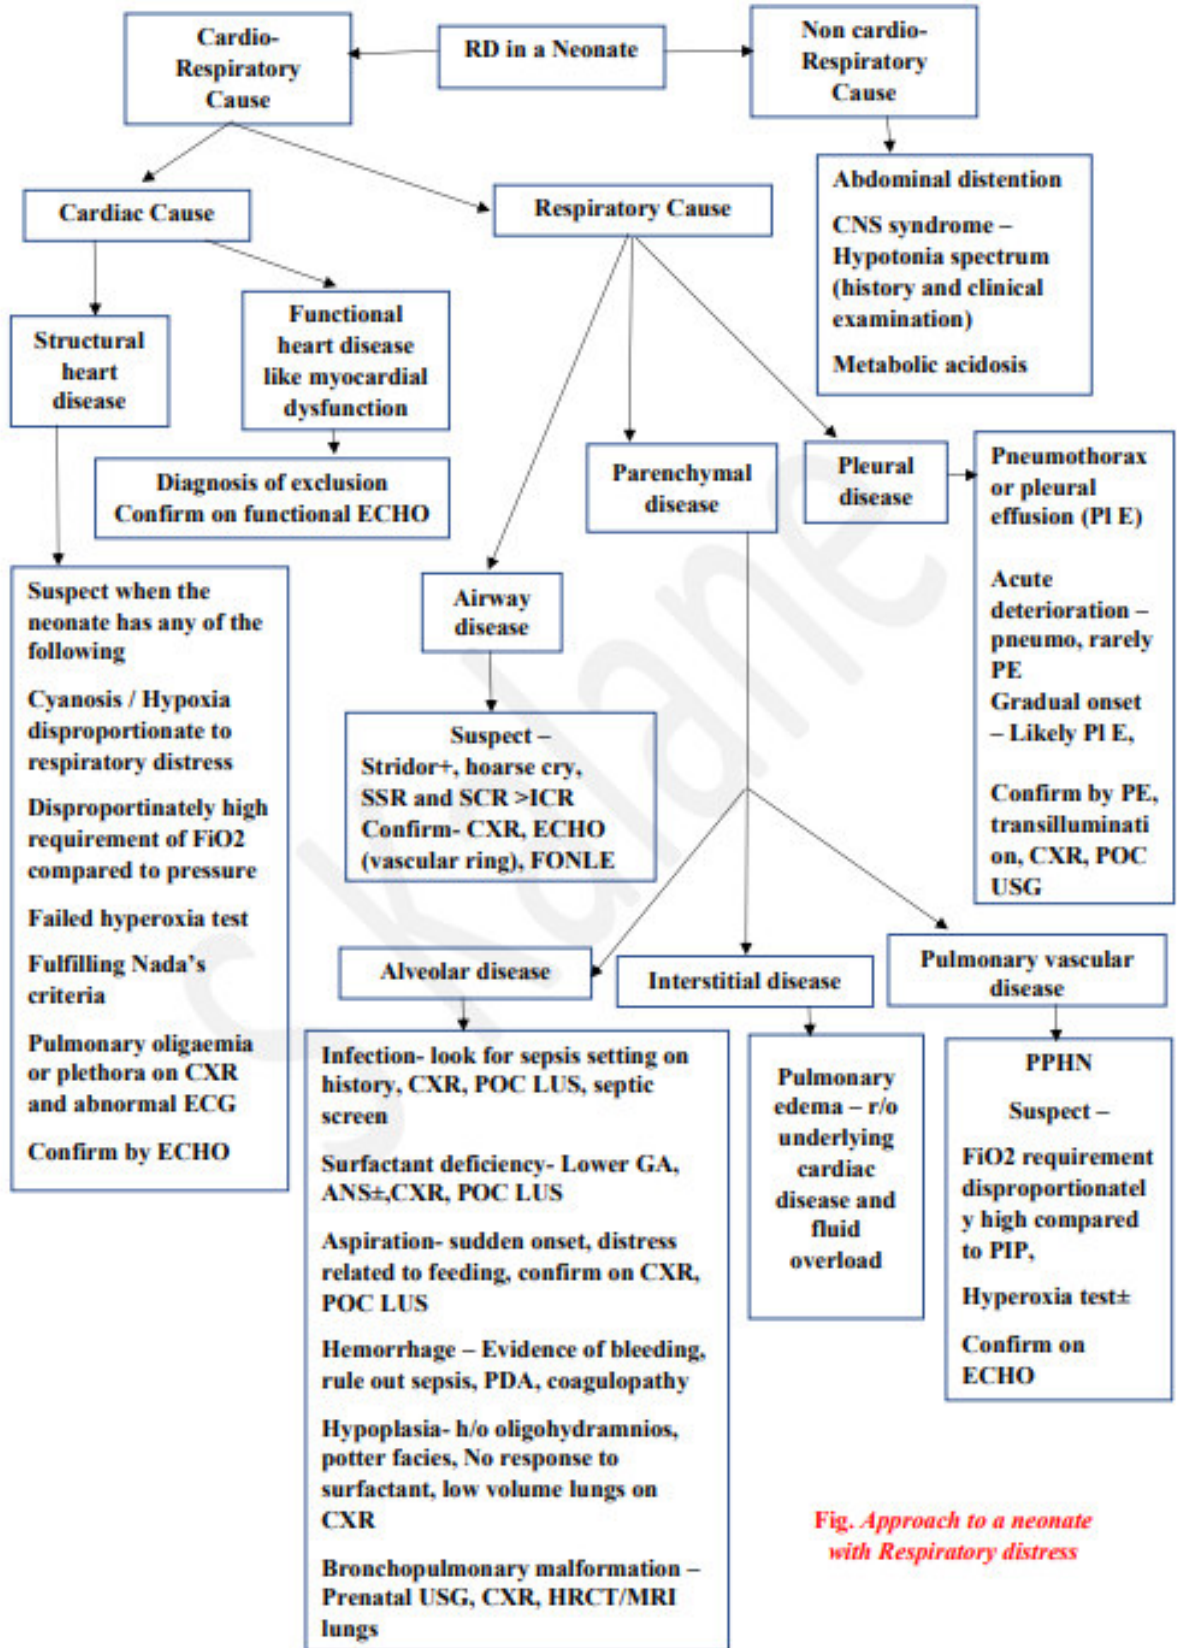 Cardio-
Respiratory
Cause
RD in a Neonate
Non cardio-
Respiratory
Cause
Abdominal distention
CNS syndrome –
Hypotonia spectrum
(history and clinical
examination)
Metabolic acidosis
Cardiac Cause
Respiratory Cause
Structural
heart
disease
Functional
heart disease
like myocardial
dysfunction
Diagnosis of exclusion
Confirm on functional ECHO
Parenchymal
disease
Pleural
disease
Pneumothorax
or pleural
effusion (Pl E)
Acute
deterioration –
pneumo, rarely
PE
Gradual onset
– Likely Pl E,
Confirm by PE,
transilluminati
on, CXR, POC
USG
Suspect when the
neonate has any of the
following
Cyanosis / Hypoxia
disproportionate to
respiratory distress
Disproportinately high
requirement of FiO2
compared to pressure
Failed hyperoxia test
Fulfilling Nada's
criteria
Pulmonary oligaemia
or plethora on CXR
and abnormal ECG
Confirm by ECHO
Airway
disease
Suspect –
Stridor+, hoarse cry,
SSR and SCR >ICR
Confirm- CXR, ECHO
(vascular ring), FONLE
Alveolar disease
Interstitial disease
Pulmonary vascular
disease
Infection- look for sepsis setting on
history, CXR, POC LUS, septic
screen
Surfactant deficiency- Lower GA,
ANS±,CXR, POC LUS
Aspiration- sudden onset, distress
related to feeding, confirm on CXR,
POC LUS
Hemorrhage – Evidence of bleeding,
rule out sepsis, PDA, coagulopathy
Hypoplasia- h/o oligohydramnios,
potter facies, No response to
surfactant, low volume lungs on
CXR
Bronchopulmonary malformation –
Prenatal USG, CXR, HRCT/MRI
lungs
Pulmonary
edema – r/o
underlying
cardiac
disease and
fluid
overload
PPHN
Suspect –
FiO2 requirement
disproportionatel
y high compared
to PIP,
Hyperoxia test±
Confirm on
ECHO
Fig. Approach to a neonate
with Respiratory distress
S Kalane